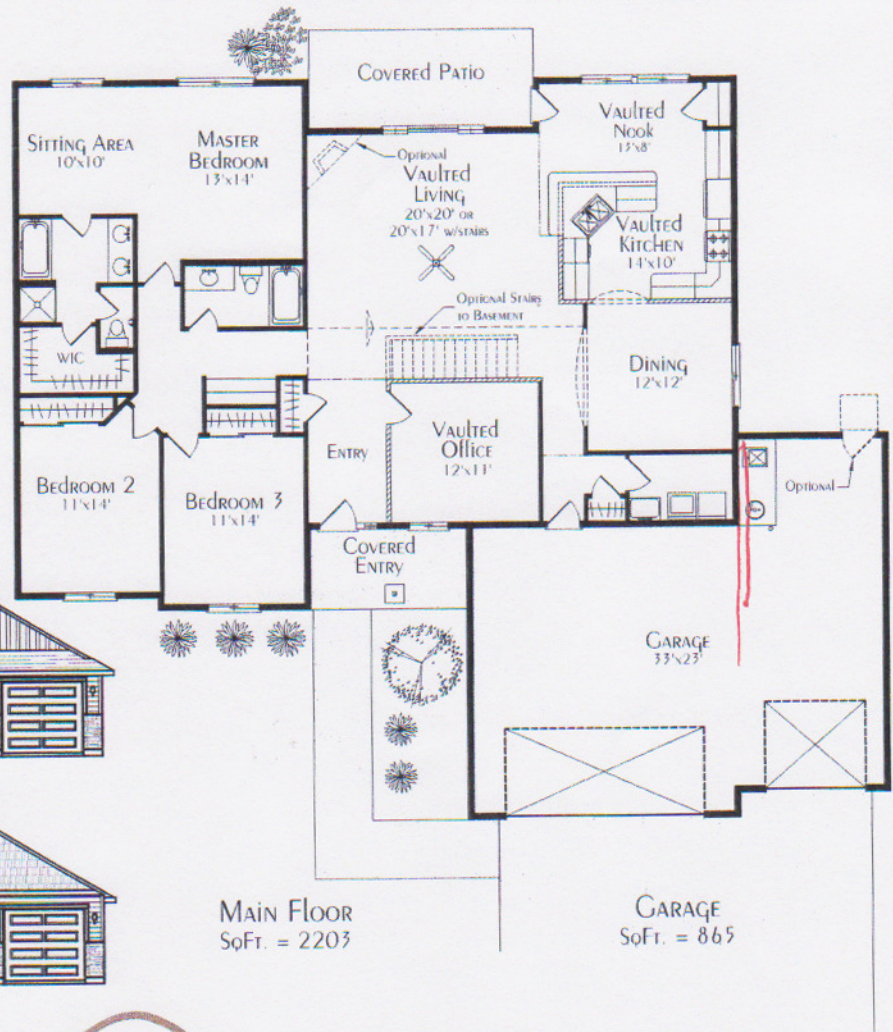 Covered Patio
Sitting Area
10'x10'
Master
Bedroom
13'x14'
Optional
Vaulted
Living
20'x20' or
20'x17' w/stairs
Vaulted
Nook
13'x8'
Vaulted
Kitchen
14'x10'
Optional Stairs
to Basement
WIC
Dining
12'x12'
Bedroom 2
11'x14'
Bedroom 3
11'x14'
Entry
Vaulted
Office
12'x11'
Optional
Covered
Entry
Garage
33'x23'
Main Floor
SqFt. = 2203
Garage
SqFt. = 865